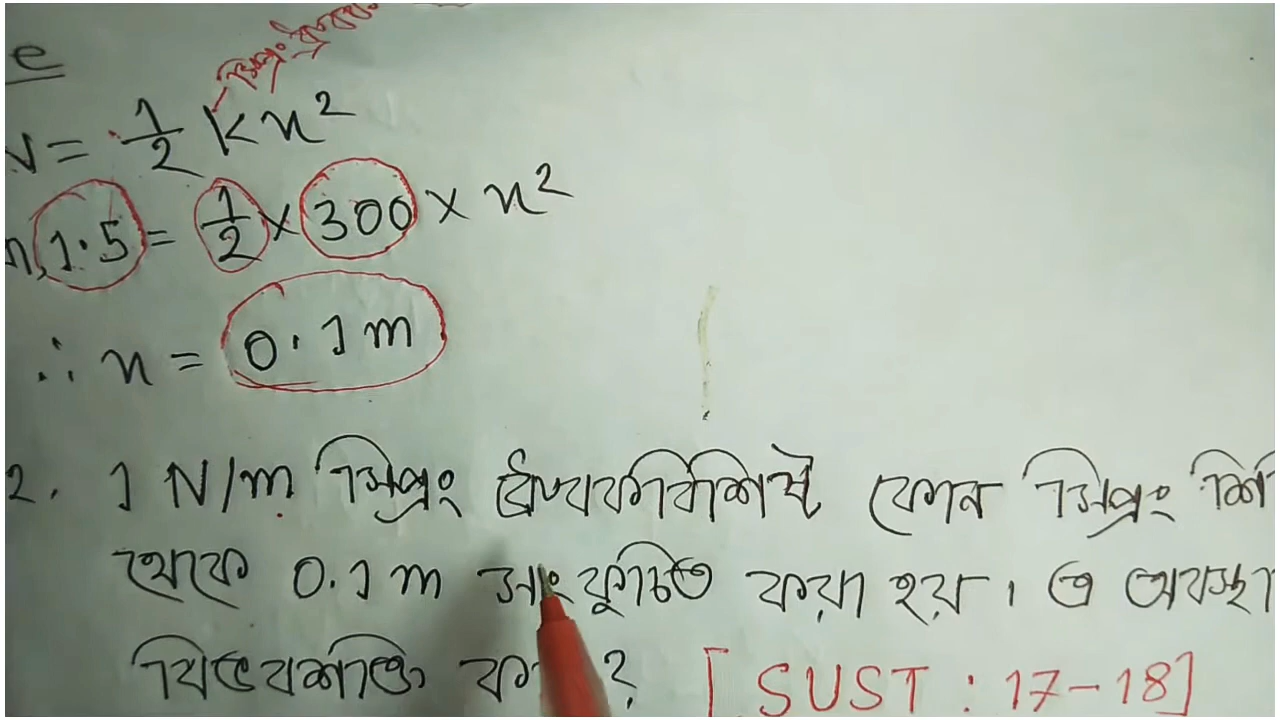 e
স্প্রিং ধ্রুবক
= 1/2 kx²
1.5 = 1/2 × 300 × x²
∴ x = 0.1 m
2. 1 N/m স্প্রিং ধ্রুবকবিশিষ্ট কোন স্প্রিং
থেকে 0.1 m সংকুচিত করা হয়। এ অবস্থা
বিভবশক্তি ?
[SUST : 17-18]